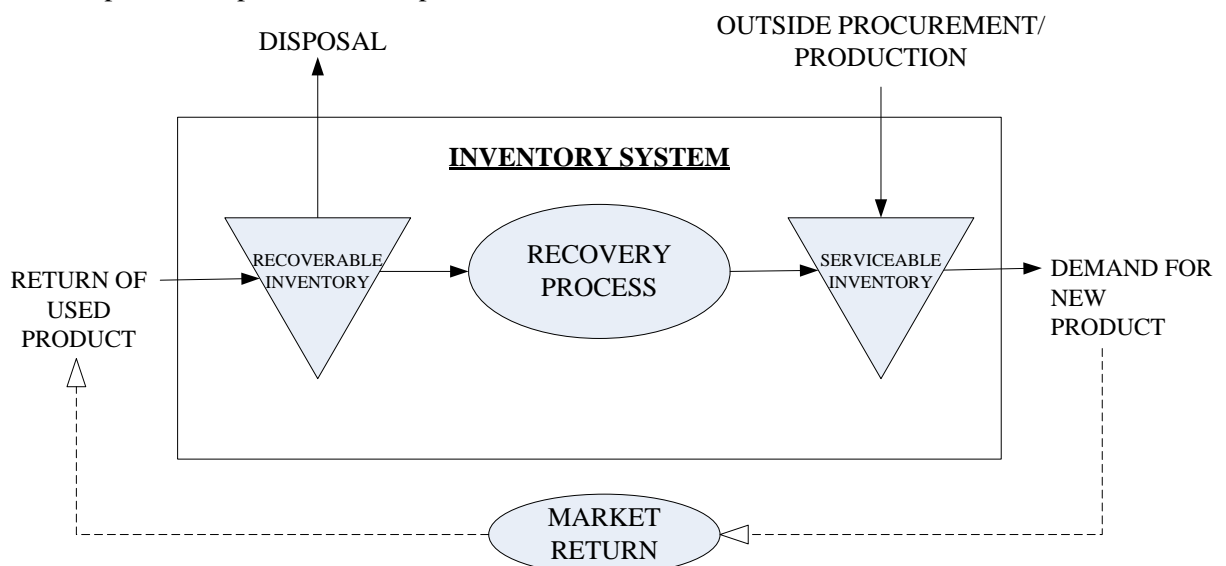 OUTSIDE PROCUREMENT/
PRODUCTION
DISPOSAL
INVENTORY SYSTEM
RECOVERABLE
INVENTORY
RECOVERY
PROCESS
SERVICEABLE
INVENTORY
RETURN OF
USED
PRODUCT
DEMAND FOR
NEW
PRODUCT
MARKET
RETURN